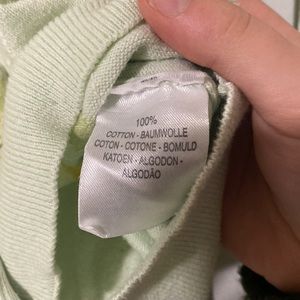 100%
COTTON - BAUMWOLLE
COTON - COTONE - BOMULD
KATOEN - ALGODON -
ALGODÃO